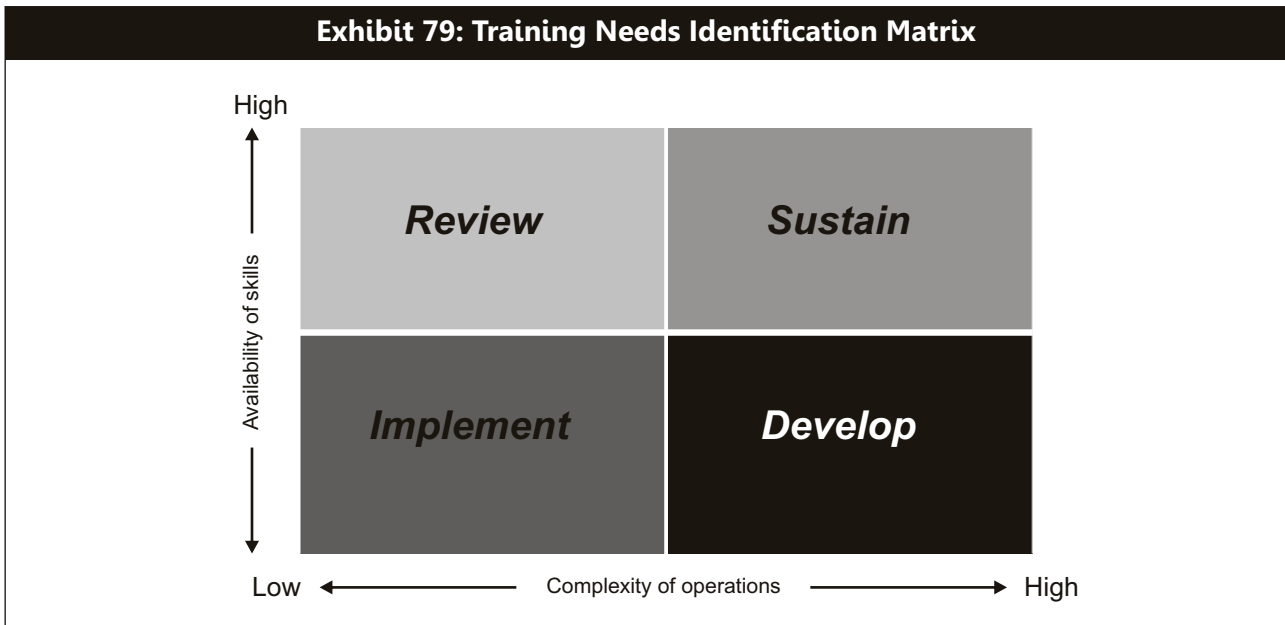 Exhibit 79: Training Needs Identification Matrix
High
Availability of skills
Review
Sustain
Implement
Develop
Low
Complexity of operations
High